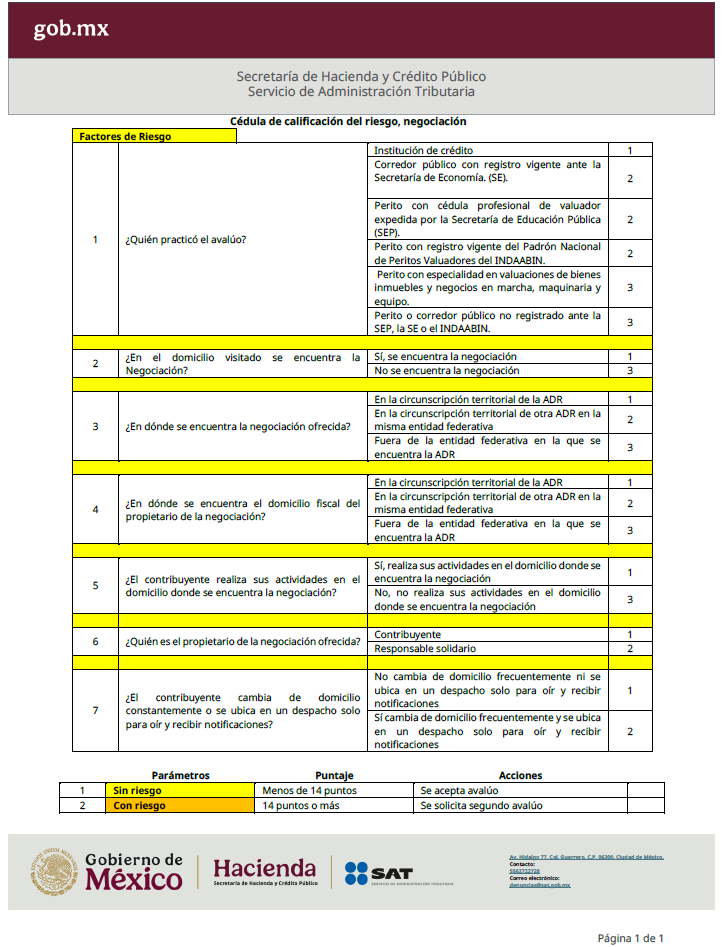 gob.mx
Secretaría de Hacienda y Crédito Público
Servicio de Administración Tributaria
Cédula de calificación del riesgo, negociación
Factores de Riesgo
1
¿Quién practicó el avalúo?
Institución de crédito
1
Corredor público con registro vigente ante la
Secretaría de Economía. (SE).
2
Perito con cédula profesional de valuador
expedida por la Secretaría de Educación Pública
(SEP).
2
Perito con registro vigente del Padrón Nacional
de Peritos Valuadores del INDAABIN.
2
Perito con especialidad en valuaciones de bienes
inmuebles y negocios en marcha, maquinaria y
equipo.
3
Perito o corredor público no registrado ante la
SEP, la SE o el INDAABIN.
3
2
¿En el domicilio visitado se encuentra la
Negociación?
Sí, se encuentra la negociación
1
No se encuentra la negociación
3
3
¿En dónde se encuentra la negociación ofrecida?
En la circunscripción territorial de la ADR
1
En la circunscripción territorial de otra ADR en la
misma entidad federativa
2
Fuera de la entidad federativa en la que se
encuentra la ADR
3
4
¿En dónde se encuentra el domicilio fiscal del
propietario de la negociación?
En la circunscripción territorial de la ADR
1
En la circunscripción territorial de otra ADR en la
misma entidad federativa
2
Fuera de la entidad federativa en la que se
encuentra la ADR
3
5
¿El contribuyente realiza sus actividades en el
domicilio donde se encuentra la negociación?
Sí, realiza sus actividades en el domicilio donde se
encuentra la negociación
1
No, no realiza sus actividades en el domicilio
donde se encuentra la negociación
3
6
¿Quién es el propietario de la negociación ofrecida?
Contribuyente
1
Responsable solidario
2
7
¿El contribuyente cambia de domicilio
constantemente o se ubica en un despacho solo
para oír y recibir notificaciones?
No cambia de domicilio frecuentemente ni se
ubica en un despacho solo para oír y recibir
notificaciones
1
Sí cambia de domicilio frecuentemente y se ubica
en un despacho solo para oír y recibir
notificaciones
2
Parámetros Puntaje Acciones
1 Sin riesgo Menos de 14 puntos Se acepta avalúo
2 Con riesgo 14 puntos o más Se solicita segundo avalúo
Gobierno de
México
Hacienda
Secretaría de Hacienda y Crédito Público
SAT
SERVICIO DE ADMINISTRACIÓN TRIBUTARIA
Av. Hidalgo 77, Col. Guerrero, C.P. 06300, Ciudad de México.
Contacto:
5562722728
Correo electrónico:
denuncias@sat.gob.mx
Página 1 de 1